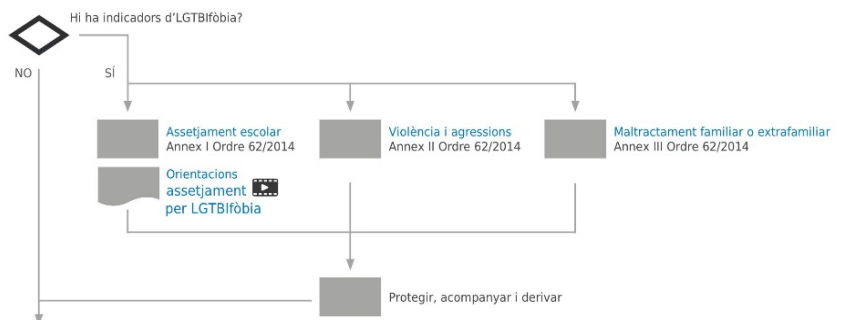 Hi ha indicadors d'LGTBIfòbia?
NO
SÍ
Assetjament escolar
Annex I Ordre 62/2014
Violència i agressions
Annex II Ordre 62/2014
Maltractament familiar o extrafamiliar
Annex III Ordre 62/2014
Orientacions
assetjament
per LGTBIfòbia
Protegir, acompanyar i derivar